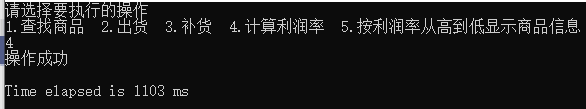 请选择要执行的操作
1.查找商品  2.出货  3.补货  4.计算利润率  5.按利润率从高到低显示商品信息
4
操作成功
Time elapsed is 1103 ms